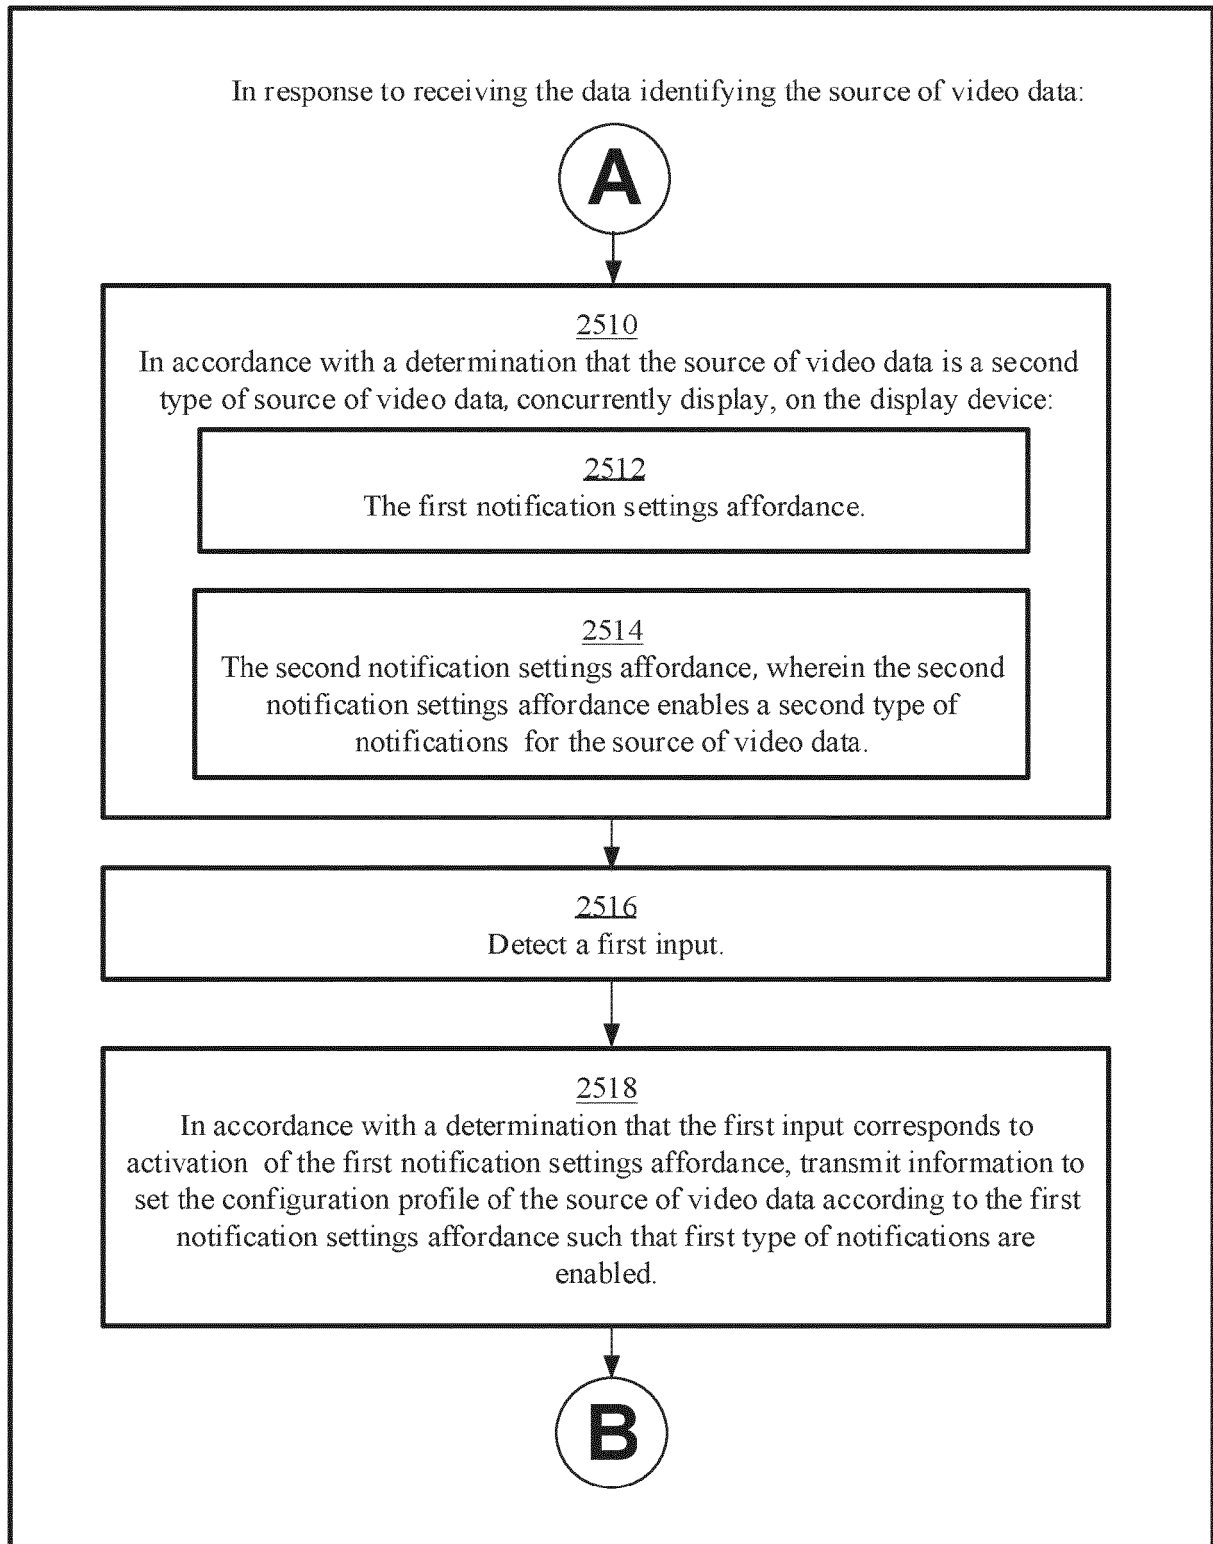 In response to receiving the data identifying the source of video data:
A
2510
In accordance with a determination that the source of video data is a second
type of source of video data, concurrently display, on the display device:
2512
The first notification settings affordance.
2514
The second notification settings affordance, wherein the second
notification settings affordance enables a second type of
notifications for the source of video data.
2516
Detect a first input.
2518
In accordance with a determination that the first input corresponds to
activation of the first notification settings affordance, transmit information to
set the configuration profile of the source of video data according to the first
notification settings affordance such that first type of notifications are
enabled.
B